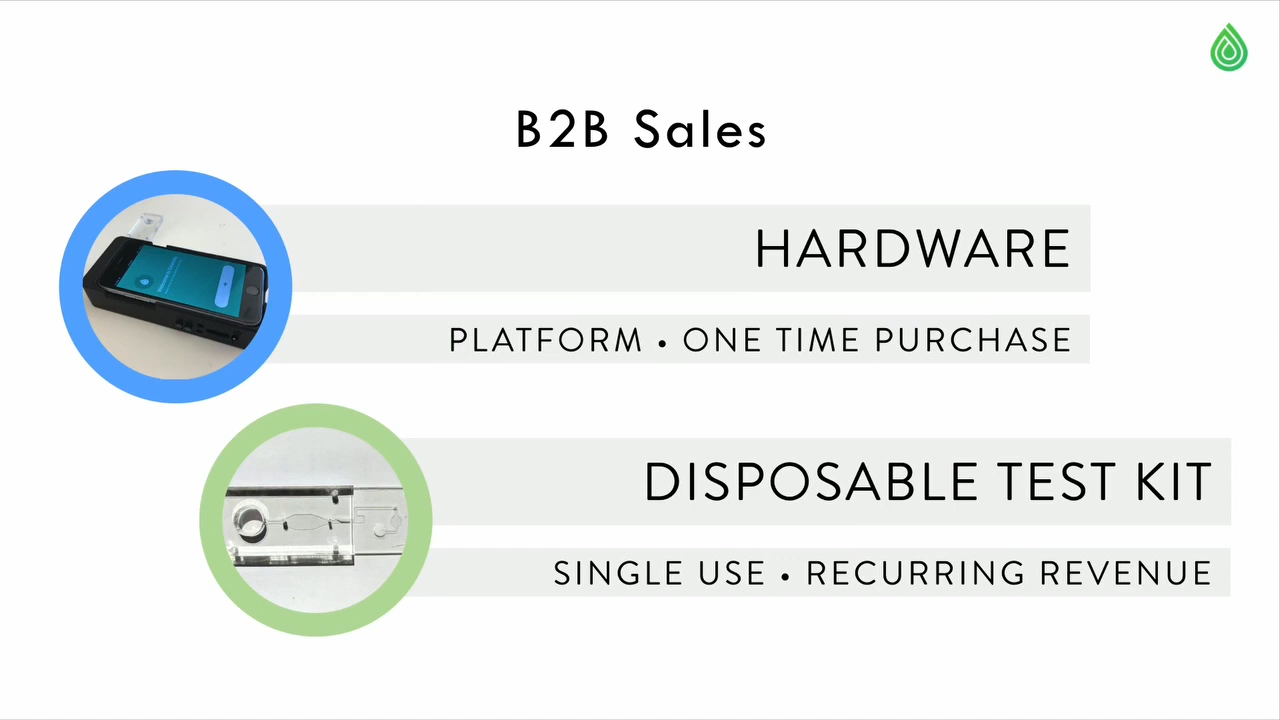 B2B Sales
HARDWARE
PLATFORM • ONE TIME PURCHASE
DISPOSABLE TEST KIT
SINGLE USE • RECURRING REVENUE